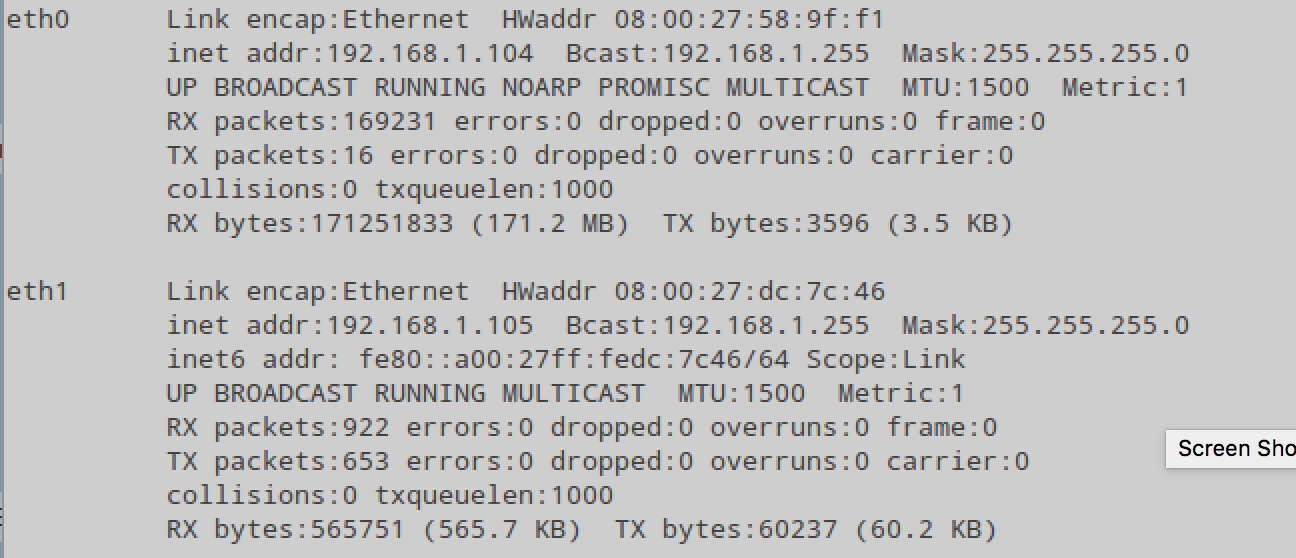 eth0 Link encap:Ethernet HWaddr 08:00:27:58:9f:f1
inet addr:192.168.1.104 Bcast:192.168.1.255 Mask:255.255.255.0
UP BROADCAST RUNNING NOARP PROMISC MULTICAST MTU:1500 Metric:1
RX packets:169231 errors:0 dropped:0 overruns:0 frame:0
TX packets:16 errors:0 dropped:0 overruns:0 carrier:0
collisions:0 txqueuelen:1000
RX bytes:171251833 (171.2 MB) TX bytes:3596 (3.5 KB)
eth1 Link encap:Ethernet HWaddr 08:00:27:dc:7c:46
inet addr:192.168.1.105 Bcast:192.168.1.255 Mask:255.255.255.0
inet6 addr: fe80::a00:27ff:fedc:7c46/64 Scope:Link
UP BROADCAST RUNNING MULTICAST MTU:1500 Metric:1
RX packets:922 errors:0 dropped:0 overruns:0 frame:0
TX packets:653 errors:0 dropped:0 overruns:0 carrier:0
collisions:0 txqueuelen:1000
RX bytes:565751 (565.7 KB) TX bytes:60237 (60.2 KB)
Screen Sho